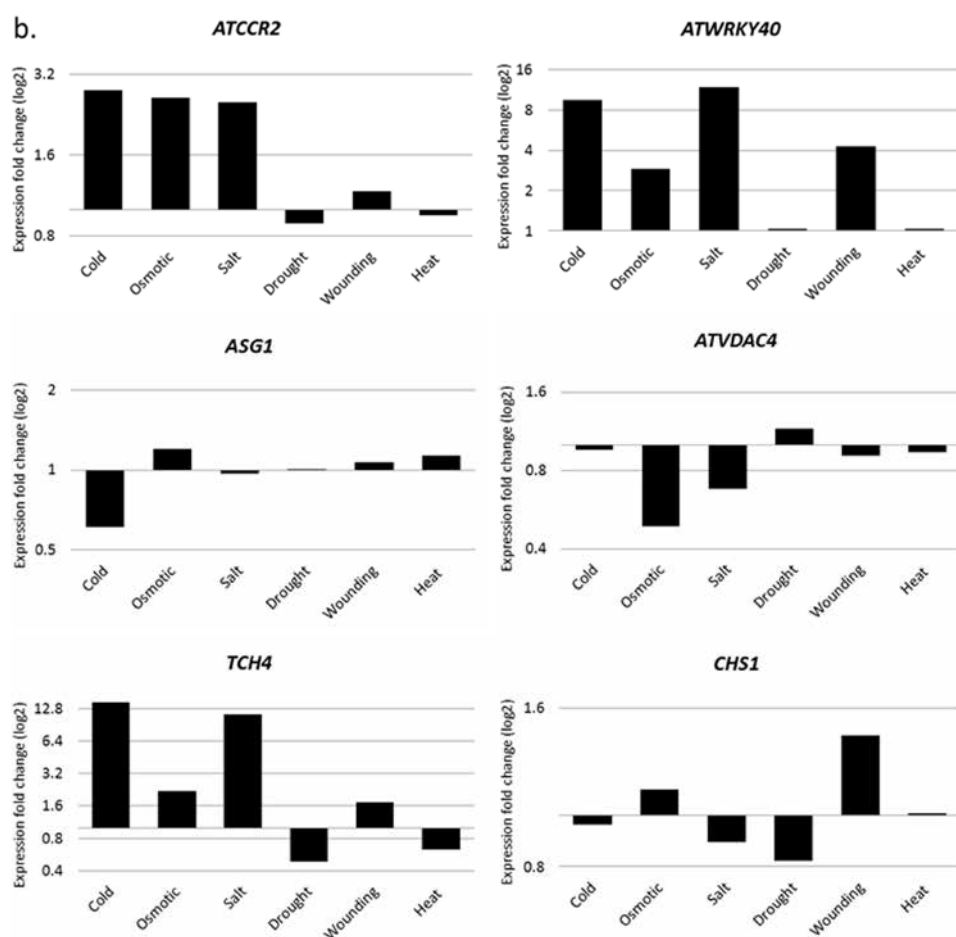 b.
ATCCR2
Expression fold change (log2)
3.2
1.6
0.8
Cold
Osmotic
Salt
Drought
Wounding
Heat
ATWRKY40
Expression fold change (log2)
16
8
4
2
1
Cold
Osmotic
Salt
Drought
Wounding
Heat
ASG1
Expression fold change (log2)
2
1
0.5
Cold
Osmotic
Salt
Drought
Wounding
Heat
ATVDAC4
Expression fold change (log2)
1.6
0.8
0.4
Cold
Osmotic
Salt
Drought
Wounding
Heat
TCH4
Expression fold change (log2)
12.8
6.4
3.2
1.6
0.8
0.4
Cold
Osmotic
Salt
Drought
Wounding
Heat
CHS1
Expression fold change (log2)
1.6
0.8
Cold
Osmotic
Salt
Drought
Wounding
Heat